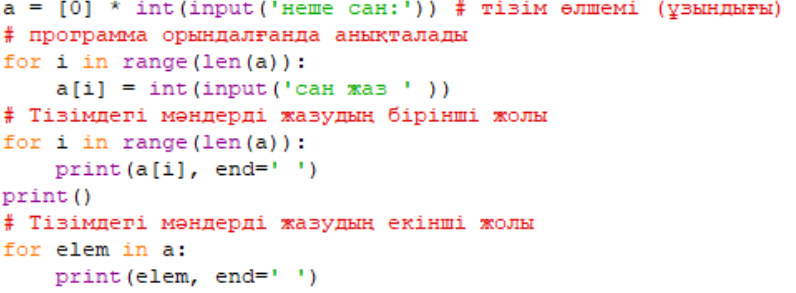 a = [0] * int(input('неше сан:')) # тізім өлшемі (ұзындығы)
# программа орындалғанда анықталады
for i in range(len(a)):
    a[i] = int(input('сан жаз ' ))
# Тізімдегі мәндерді жазудың бірінші жолы
for i in range(len(a)):
    print(a[i], end=' ')
print()
# Тізімдегі мәндерді жазудың екінші жолы
for elem in a:
    print(elem, end=' ')